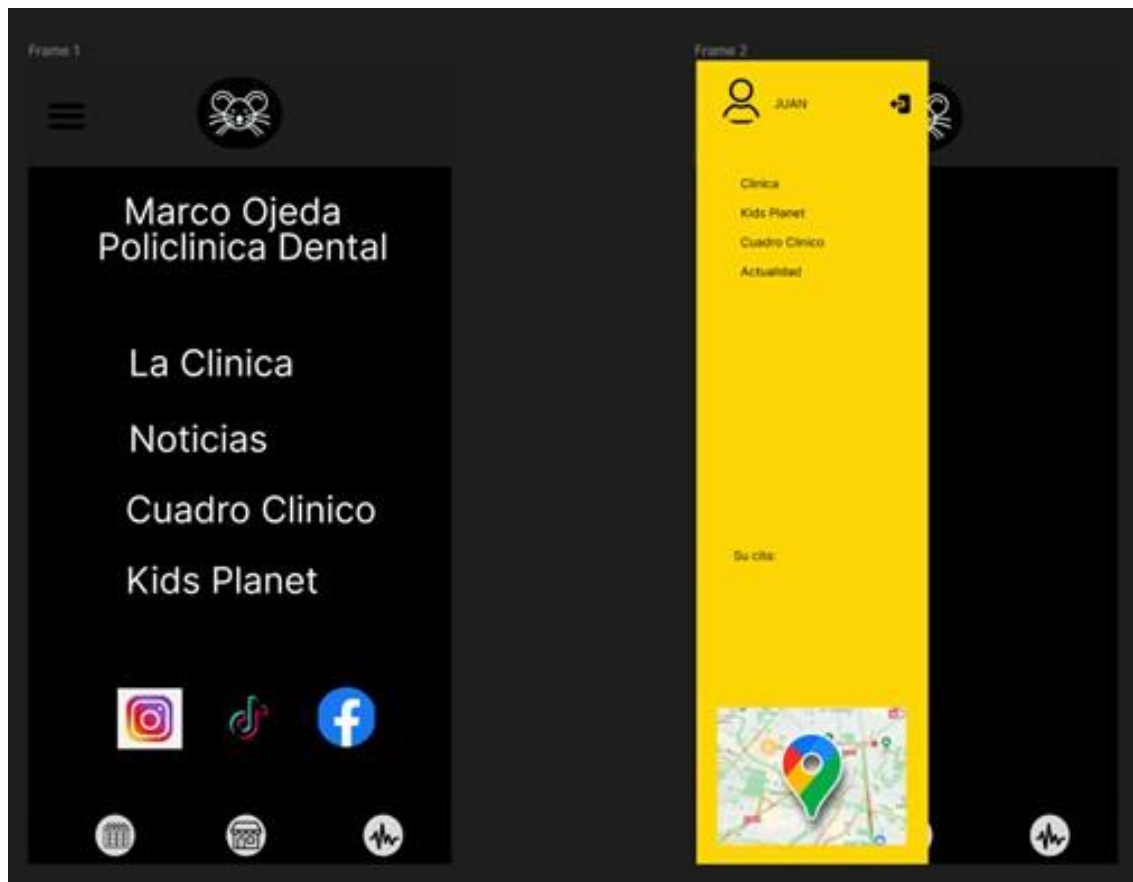 Frame 1
Marco Ojeda
Policlinica Dental
La Clinica
Noticias
Cuadro Clinico
Kids Planet
Frame 2
JUAN
Clinica
Kids Planet
Cuadro Clinico
Actualidad
Su cita: